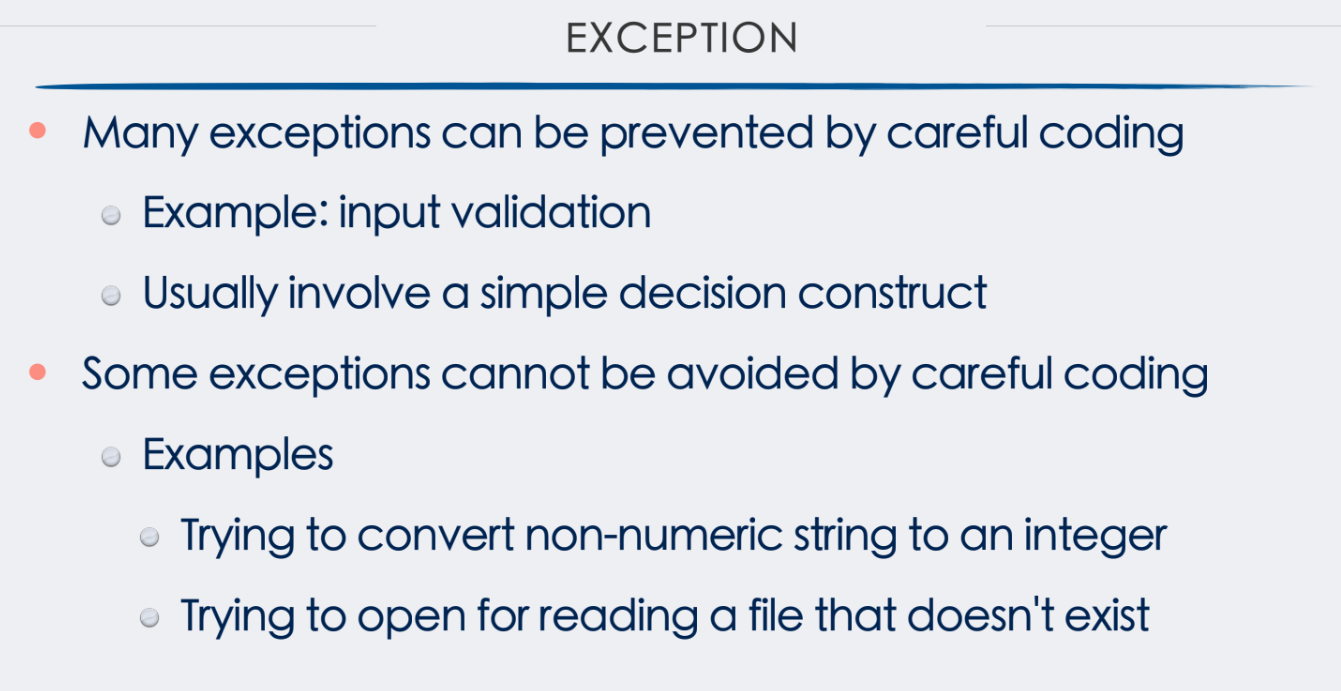 EXCEPTION
Many exceptions can be prevented by careful coding
Example: input validation
Usually involve a simple decision construct
Some exceptions cannot be avoided by careful coding
Examples
Trying to convert non-numeric string to an integer
Trying to open for reading a file that doesn't exist